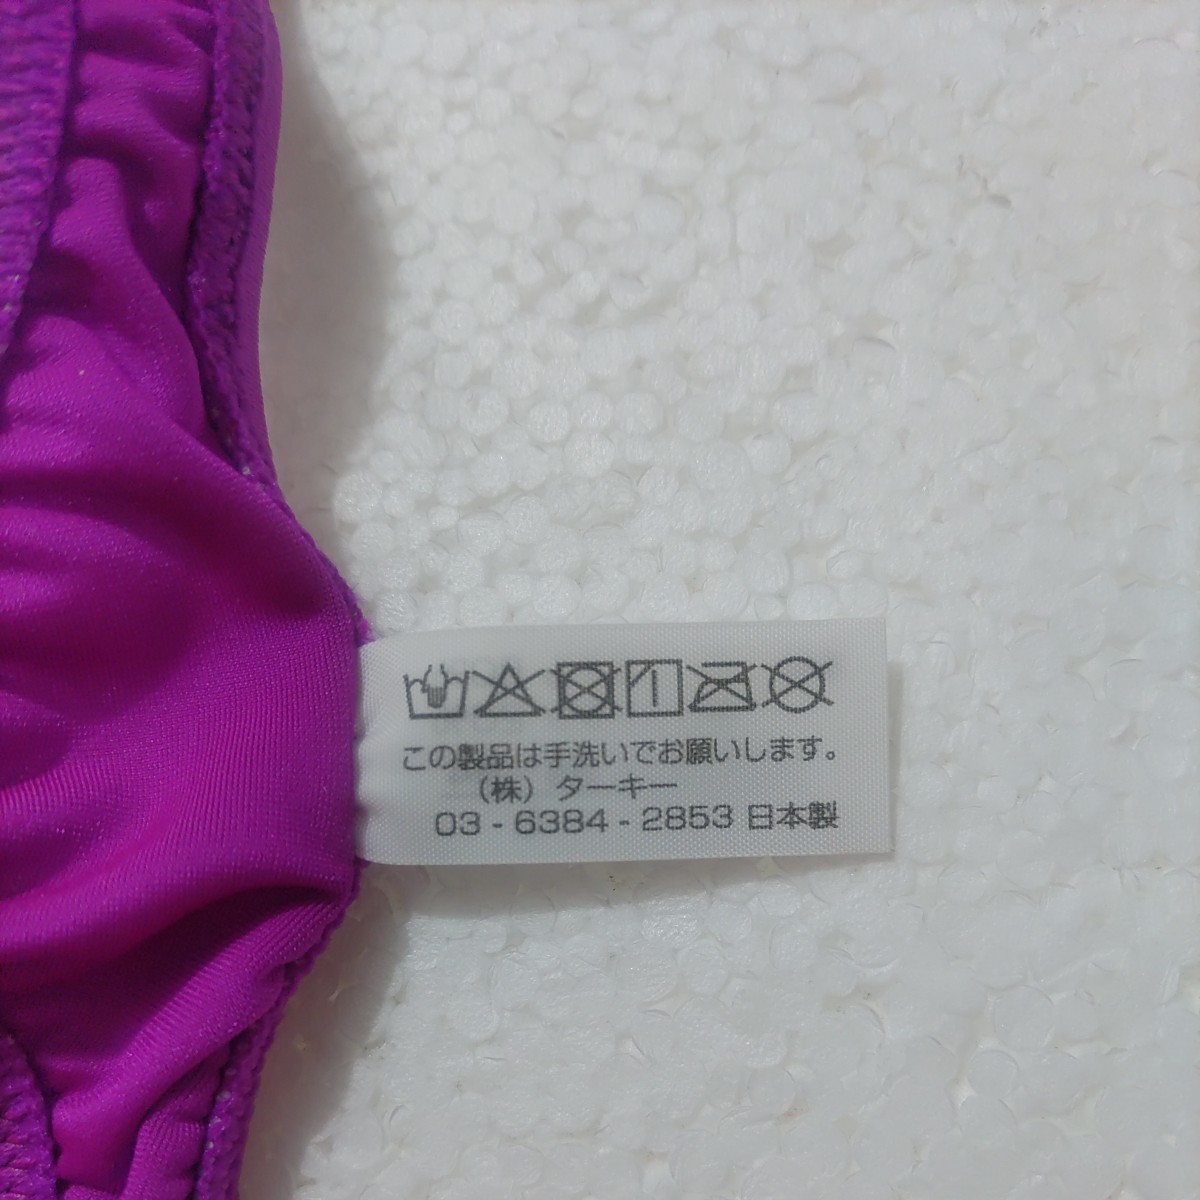 この製品は手洗いでお願いします。
（株）ターキー
03 - 6384 - 2853 日本製